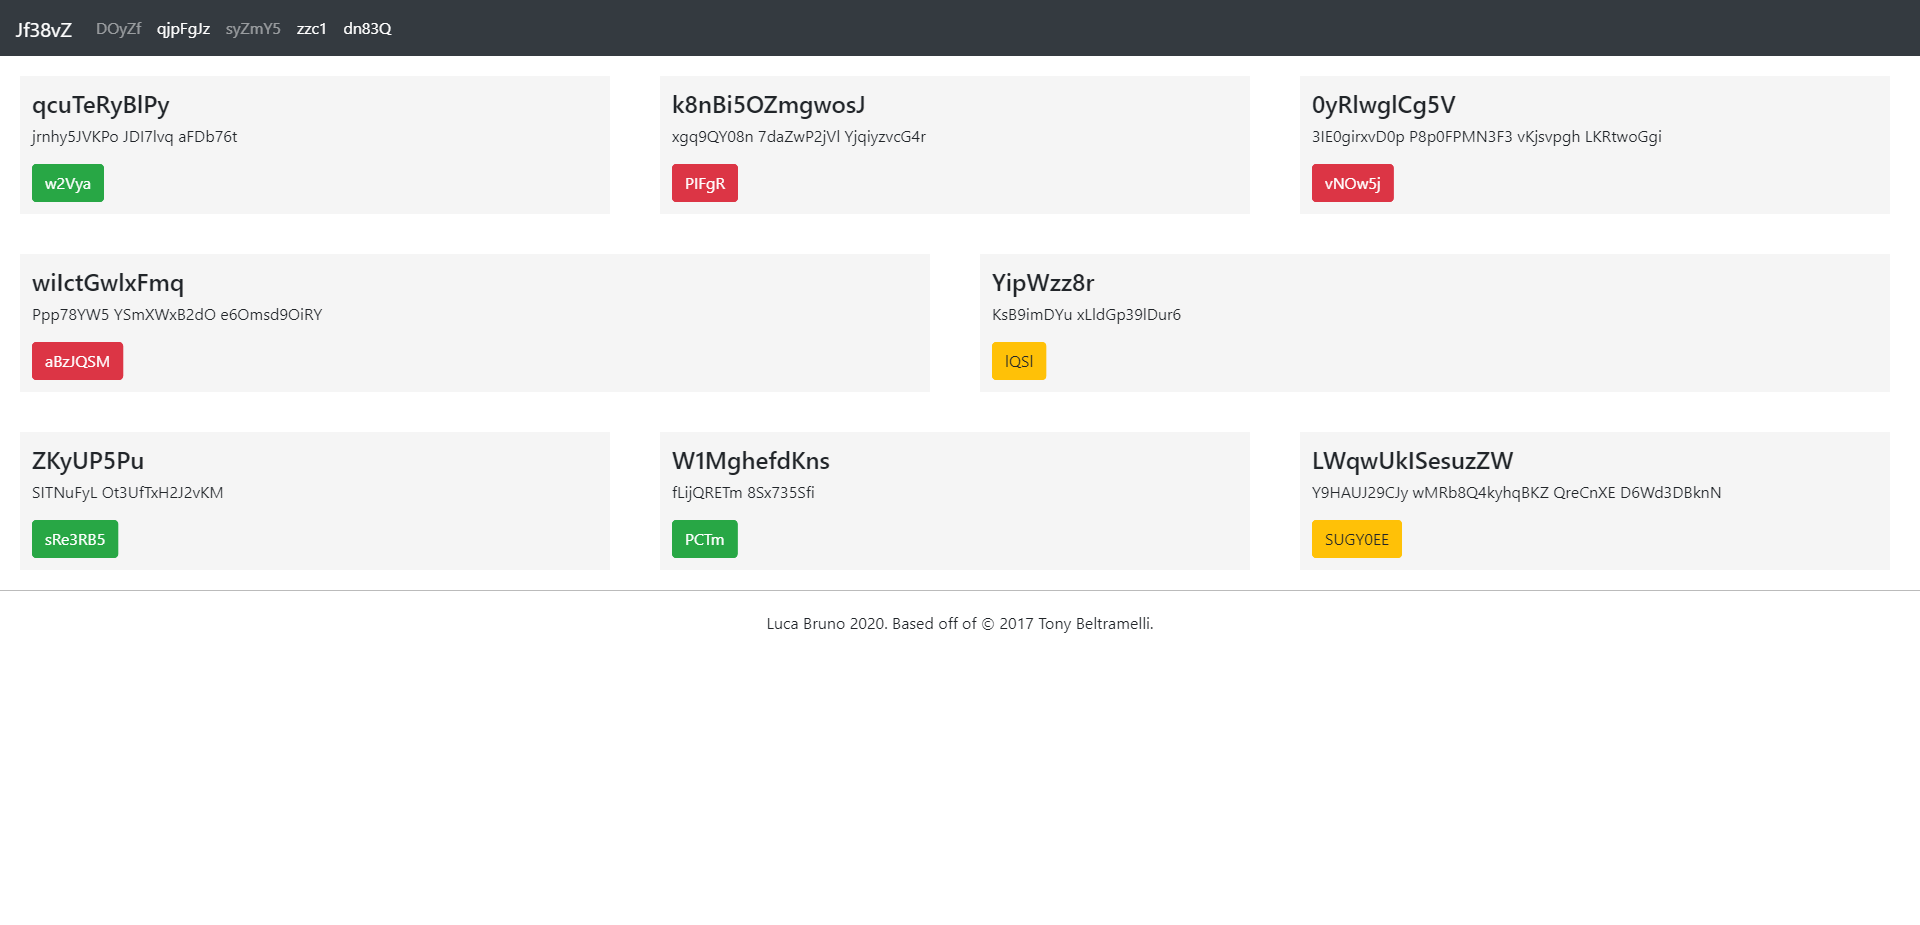 Jf38vZ DOyZf qjpFgJz syZmY5 zzc1 dn83Q
qcuTeRyBlPy
jrnhy5JVKPo JDI7lvq aFDb76t
w2Vya
k8nBi5OZmgwosJ
xgq9QY08n 7daZwP2jVl YjqiyzvcG4r
PIFgR
0yRlwglCg5V
3IE0girxvD0p P8p0FPMN3F3 vKjsvpgh LKRtwoGgi
vNOw5j
wiIctGwlxFmq
Ppp78YW5 YSmXWxB2dO e6Omsd9OiRY
aBzJQSM
YipWzz8r
KsB9imDYu xLldGp39lDur6
lQSl
ZKyUP5Pu
SITNuFyL Ot3UfTxH2J2vKM
sRe3RB5
W1MghefdKns
fLijQRETm 8Sx735Sfi
PCTm
LWqwUkISesuzZW
Y9HAUJ29CJy wMRb8Q4kyhqBKZ QreCnXE D6Wd3DBknN
SUGY0EE
Luca Bruno 2020. Based off of © 2017 Tony Beltramelli.